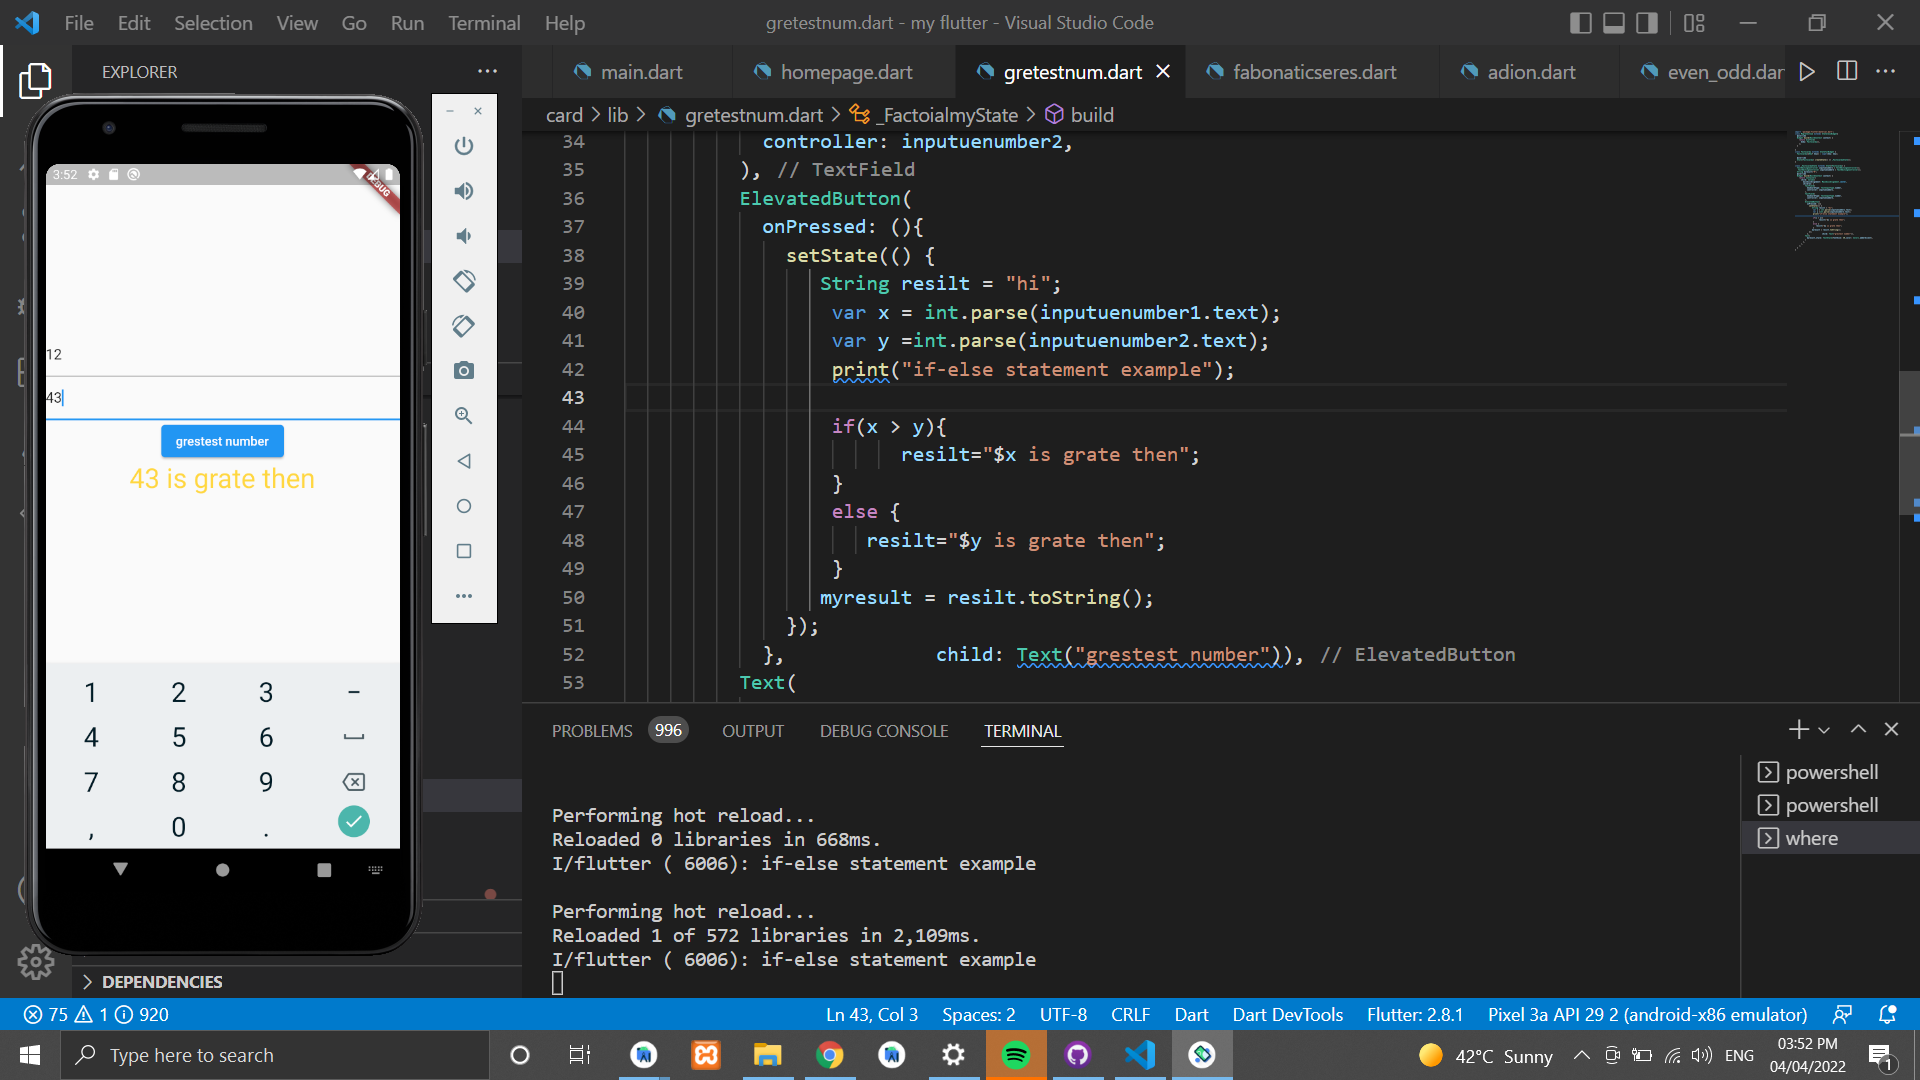 File Edit Selection View Go Run Terminal Help
gretestnum.dart - my flutter - Visual Studio Code
EXPLORER
main.dart homepage.dart gretestnum.dart fabonaticseres.dart adion.dart even_odd.dar
card > lib > gretestnum.dart > _FactoialmyState > build
34 controller: inputuenumber2,
35 ), // TextField
36 ElevatedButton(
37 onPressed: (){
38 setState(() {
39 String resilt = "hi";
40 var x = int.parse(inputuenumber1.text);
41 var y =int.parse(inputuenumber2.text);
42 print("if-else statement example");
43
44 if(x > y){
45 resilt="$x is grate then";
46 }
47 else {
48 resilt="$y is grate then";
49 }
50 myresult = resilt.toString();
51 });
52 }, child: Text("grestest number")), // ElevatedButton
53 Text(
3:52
DEBUG
12
43
grestest number
43 is grate then
1 2 3 -
4 5 6
7 8 9
, 0 .
DEPENDENCIES
PROBLEMS 996 OUTPUT DEBUG CONSOLE TERMINAL
Performing hot reload...
Reloaded 0 libraries in 668ms.
I/flutter ( 6006): if-else statement example
Performing hot reload...
Reloaded 1 of 572 libraries in 2,109ms.
I/flutter ( 6006): if-else statement example
powershell
powershell
where
75 1 920
Ln 43, Col 3 Spaces: 2 UTF-8 CRLF Dart Dart DevTools Flutter: 2.8.1 Pixel 3a API 29 2 (android-x86 emulator)
Type here to search
42°C Sunny
ENG
03:52 PM
04/04/2022
1